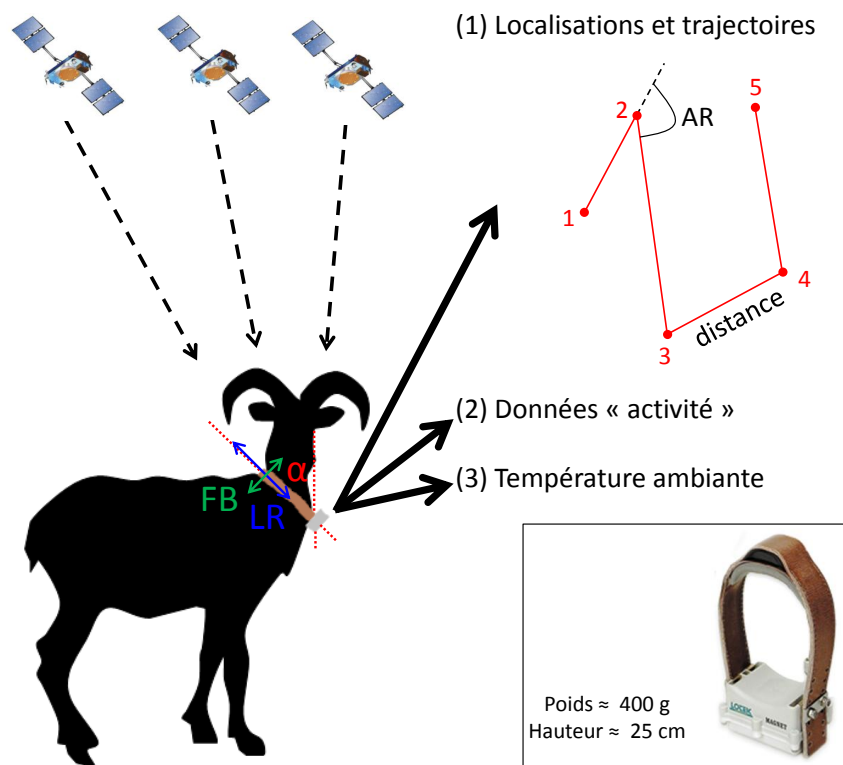 (1) Localisations et trajectoires
5
2
AR
1
4
distance
3
(2) Données « activité »
α
(3) Température ambiante
FB
LR
Poids ≈ 400 g
Hauteur ≈ 25 cm
LOTEK
MAGNET